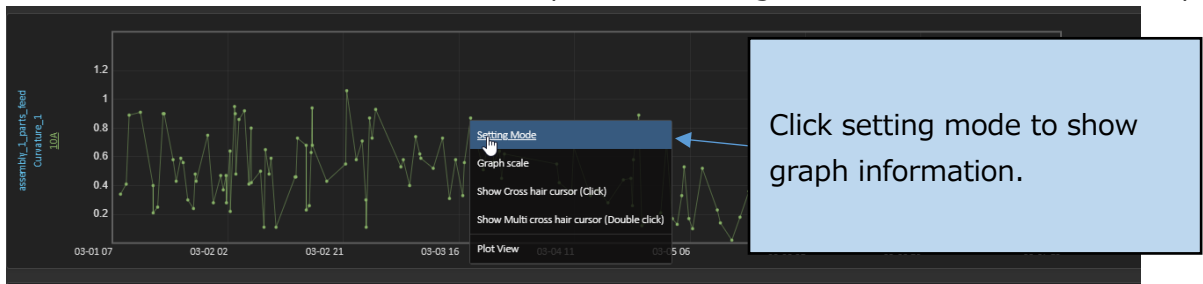 1.2
1
0.8
0.6
0.4
0.2
assembly_1_parts_feed
Curvature_1
10A
Setting Mode
Graph scale
Show Cross hair cursor (Click)
Show Multi cross hair cursor (Double click)
Plot View
03-01 07
03-02 02
03-02 21
03-03 16
03-04 11
03-05 06
Click setting mode to show
graph information.